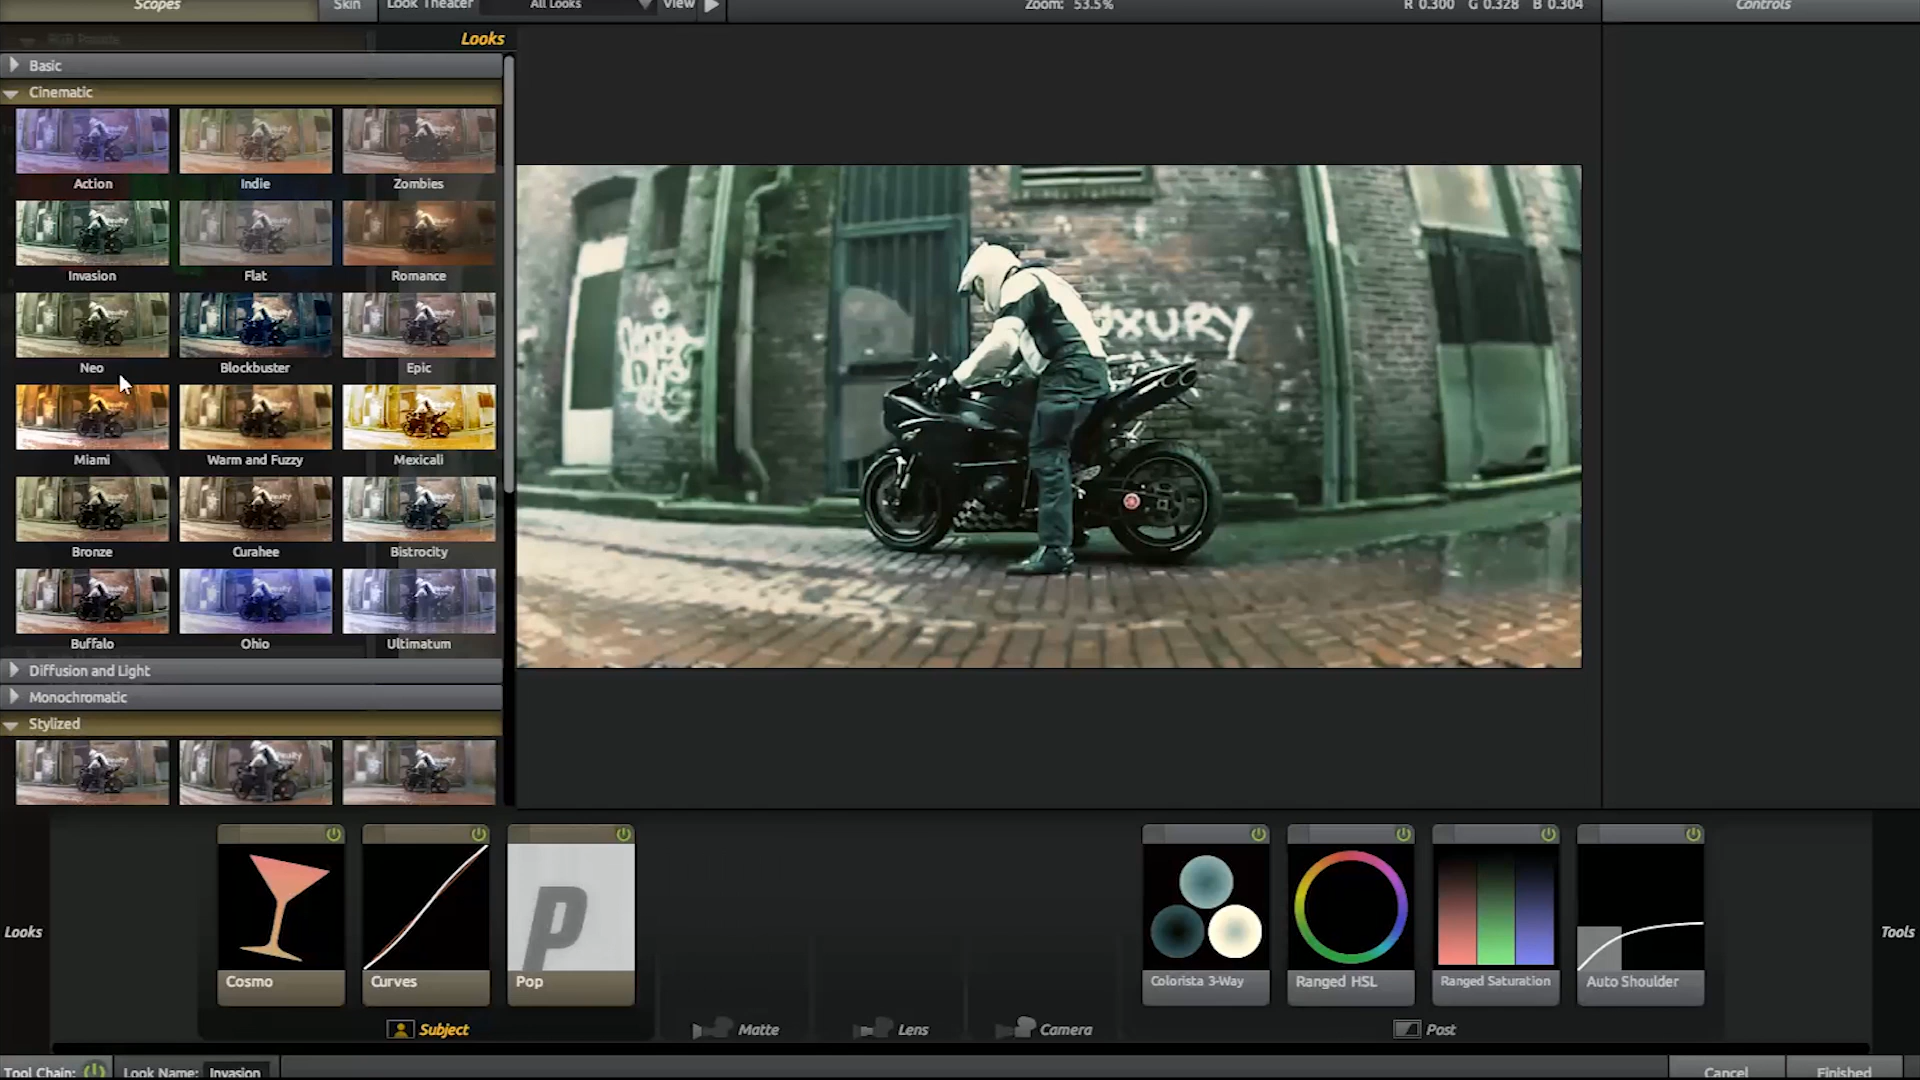 Scopes
Skin
Look Theater
All Looks
View
Zoom: 53.5%
R 0.300 G 0.328 B 0.304
Controls
Looks
Basic
Cinematic
Action
Indie
Zombies
Invasion
Flat
Romance
Neo
Blockbuster
Epic
Miami
Warm and Fuzzy
Mexicali
Bronze
Curahee
Bistrocity
Buffalo
Ohio
Ultimatum
Diffusion and Light
Monochromatic
Stylized
UXURY
Looks
Cosmo
Curves
P
Pop
Colorista 3-Way
Ranged HSL
Ranged Saturation
Auto Shoulder
Tools
Subject
Matte
Lens
Camera
Post
Tool Chain:
Look Name: Invasion
Cancel
Finished